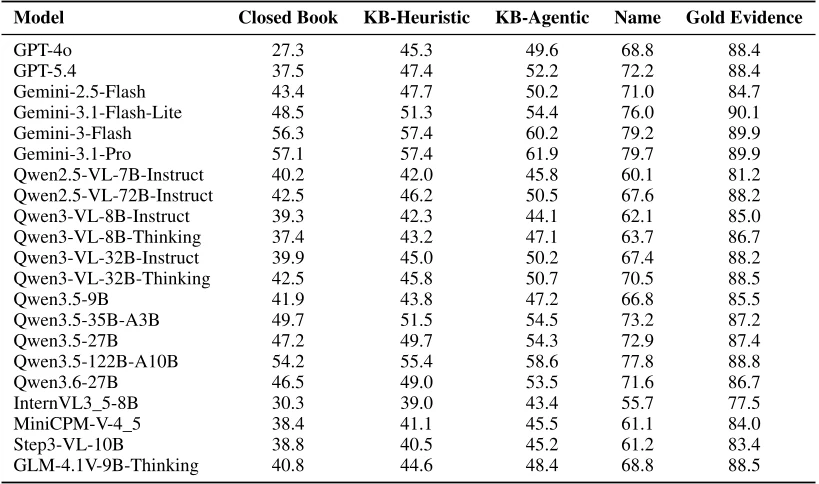 Model Closed Book KB-Heuristic KB-Agentic Name Gold Evidence
GPT-4o 27.3 45.3 49.6 68.8 88.4
GPT-5.4 37.5 47.4 52.2 72.2 88.4
Gemini-2.5-Flash 43.4 47.7 50.2 71.0 84.7
Gemini-3.1-Flash-Lite 48.5 51.3 54.4 76.0 90.1
Gemini-3-Flash 56.3 57.4 60.2 79.2 89.9
Gemini-3.1-Pro 57.1 57.4 61.9 79.7 89.9
Qwen2.5-VL-7B-Instruct 40.2 42.0 45.8 60.1 81.2
Qwen2.5-VL-72B-Instruct 42.5 46.2 50.5 67.6 88.2
Qwen3-VL-8B-Instruct 39.3 42.3 44.1 62.1 85.0
Qwen3-VL-8B-Thinking 37.4 43.2 47.1 63.7 86.7
Qwen3-VL-32B-Instruct 39.9 45.0 50.2 67.4 88.2
Qwen3-VL-32B-Thinking 42.5 45.8 50.7 70.5 88.5
Qwen3.5-9B 41.9 43.8 47.2 66.8 85.5
Qwen3.5-35B-A3B 49.7 51.5 54.5 73.2 87.2
Qwen3.5-27B 47.2 49.7 54.3 72.9 87.4
Qwen3.5-122B-A10B 54.2 55.4 58.6 77.8 88.8
Qwen3.6-27B 46.5 49.0 53.5 71.6 86.7
InternVL3_5-8B 30.3 39.0 43.4 55.7 77.5
MiniCPM-V-4_5 38.4 41.1 45.5 61.1 84.0
Step3-VL-10B 38.8 40.5 45.2 61.2 83.4
GLM-4.1V-9B-Thinking 40.8 44.6 48.4 68.8 88.5